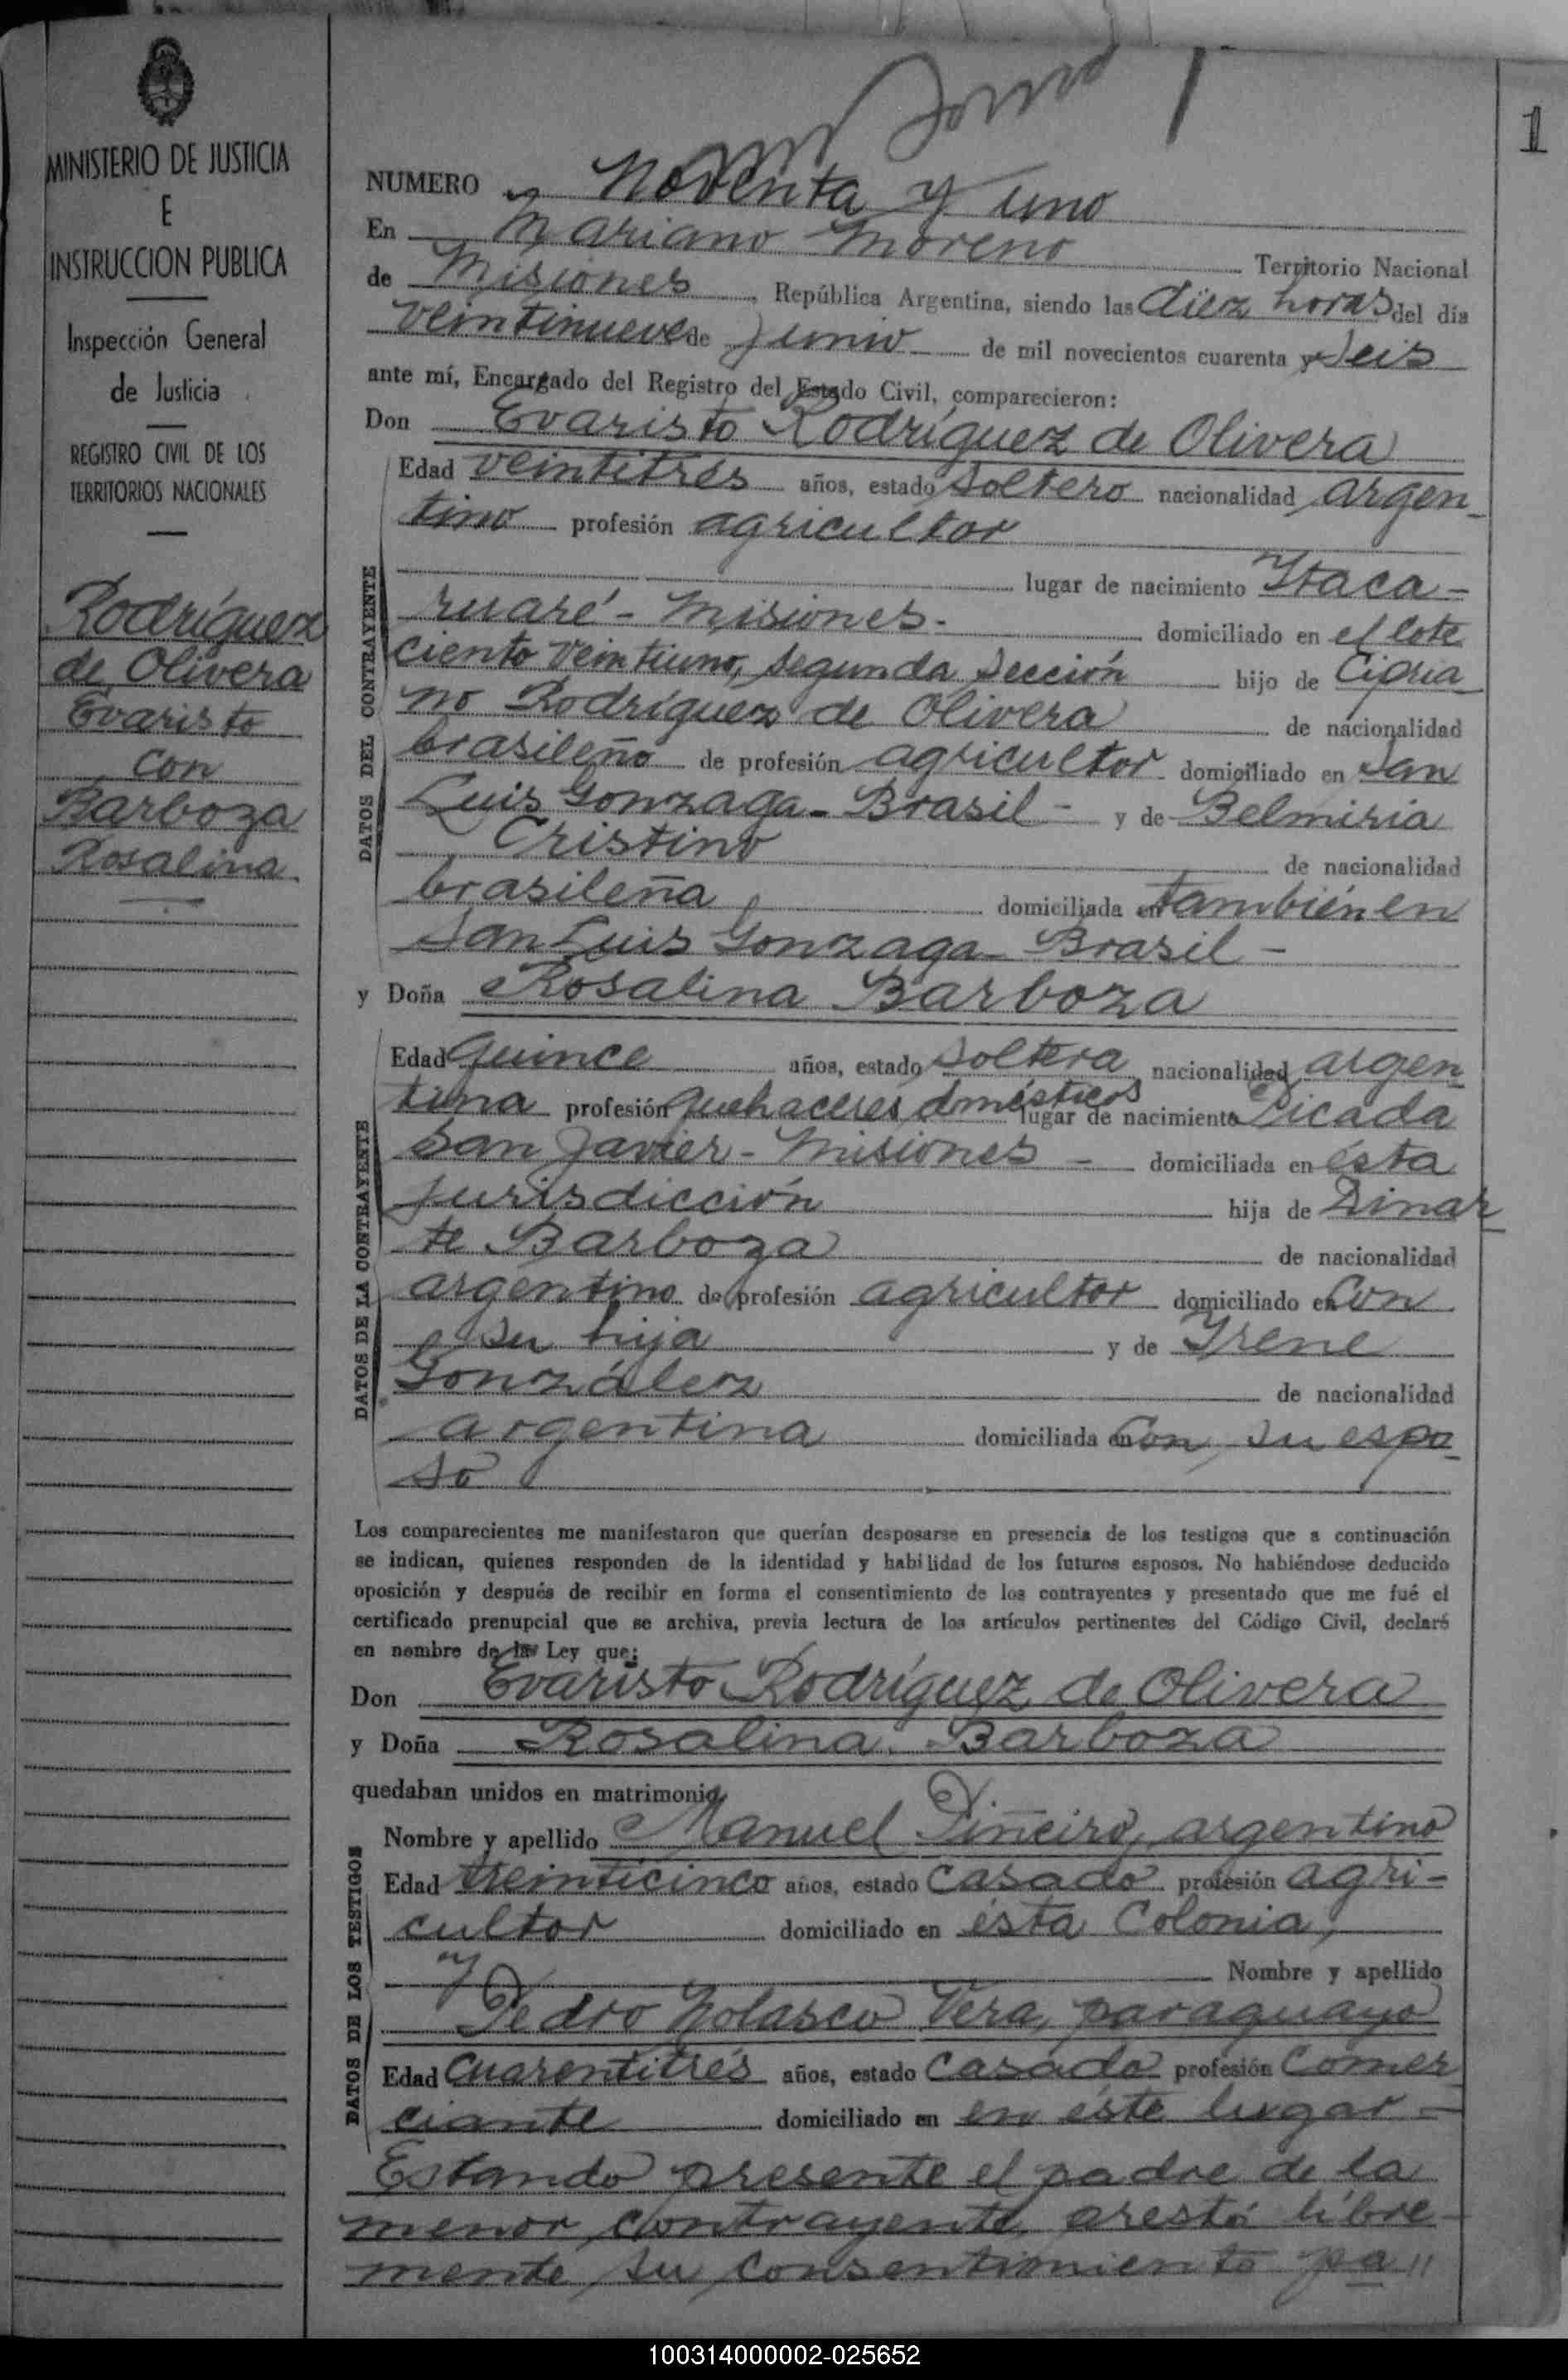 MINISTERIO DE JUSTICIA
E
INSTRUCCION PUBLICA
Inspección General
de Justicia
REGISTRO CIVIL DE LOS
TERRITORIOS NACIONALES
Rodríguez
de Olivera
Evaristo
con
Barboza
Rosalina
1
NUMERO Noventa y uno
En Mariano Moreno Territorio Nacional
de Misiones, República Argentina, siendo las diez horas del día
veintinueve de junio de mil novecientos cuarenta y seis
ante mí, Encargado del Registro del Estado Civil, comparecieron:
Don Evaristo Rodríguez de Olivera
DATOS DEL CONTRAYENTE
Edad veintitrés años, estado soltero nacionalidad argen-
tino profesión agricultor
lugar de nacimiento Itaca-
ruaré - Misiones - domiciliado en el lote
ciento veintiuno, segunda sección hijo de Cipria
no Rodríguez de Olivera de nacionalidad
brasileño de profesión agricultor domiciliado en San
Luis Gonzaga - Brasil - y de Belmiria
Cristino de nacionalidad
brasileña domiciliada en también en
San Luis Gonzaga - Brasil -
y Doña Rosalina Barboza
DATOS DE LA CONTRAYENTE
Edad quince años, estado soltera nacionalidad argen
tina profesión quehaceres domésticos lugar de nacimiento Picada
San Javier - Misiones - domiciliada en ésta
jurisdicción hija de Dinar
te Barboza de nacionalidad
argentino de profesión agricultor domiciliado en con
su hija y de Irene
González de nacionalidad
argentina domiciliada en con su espo
so
Los comparecientes me manifestaron que querían desposarse en presencia de los testigos que a continuación
se indican, quienes responden de la identidad y habilidad de los futuros esposos. No habiéndose deducido
oposición y después de recibir en forma el consentimiento de los contrayentes y presentado que me fué el
certificado prenupcial que se archiva, previa lectura de los artículos pertinentes del Código Civil, declaré
en nombre de la Ley que:
Don Evaristo Rodríguez de Olivera
y Doña Rosalina Barboza
quedaban unidos en matrimonio
DATOS DE LOS TESTIGOS
Nombre y apellido Manuel Piñeiro, argentino
Edad treinticinco años, estado casado profesión agri-
cultor domiciliado en ésta Colonia,
y Nombre y apellido
Pedro Nolasco Vera, paraguayo
Edad cuarentitrés años, estado casado profesión comer
ciante domiciliado en en éste lugar -
Estando presente el padre de la
menor contrayente, prestó libre-
mente su consentimiento pa"
100314000002-025652